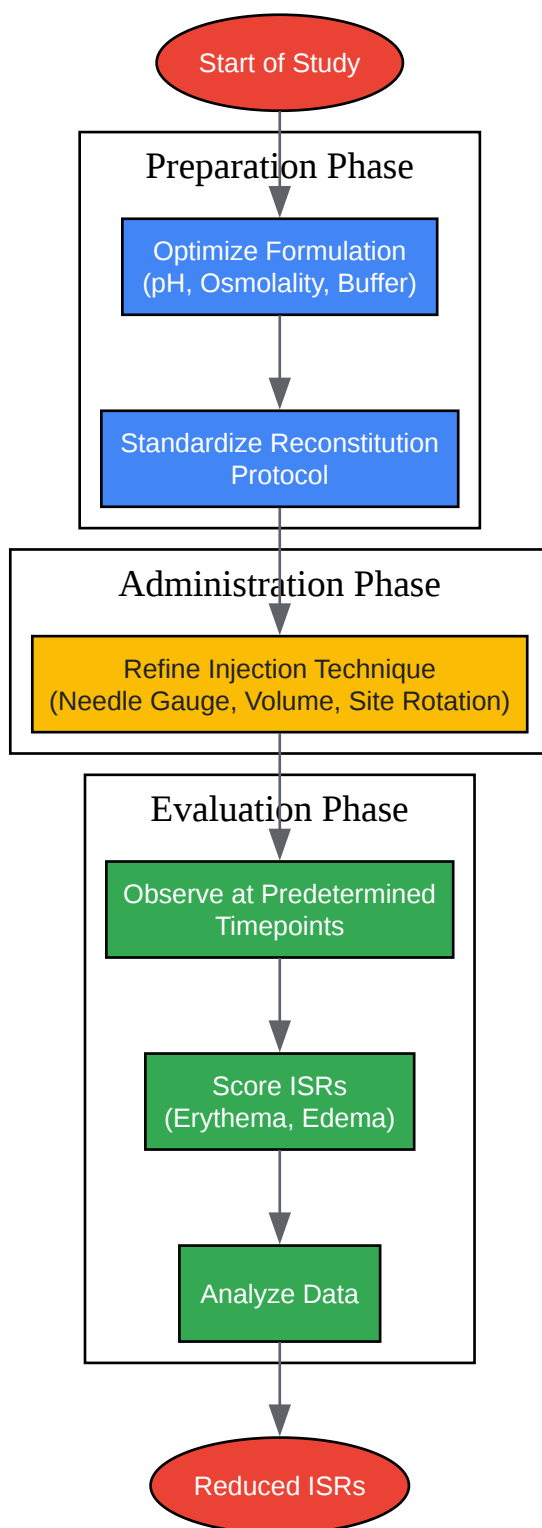 Start of Study
Preparation Phase
Optimize Formulation
(pH, Osmolality, Buffer)
Standardize Reconstitution
Protocol
Administration Phase
Refine Injection Technique
(Needle Gauge, Volume, Site Rotation)
Evaluation Phase
Observe at Predetermined
Timepoints
Score ISRs
(Erythema, Edema)
Analyze Data
Reduced ISRs